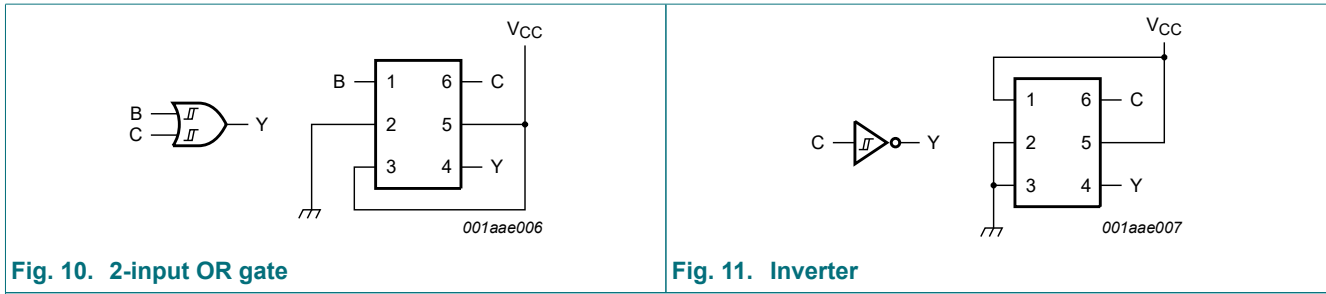 VCC
B
C
Y
B 1 6 C
2 5
3 4 Y
001aae006
Fig. 10. 2-input OR gate
VCC
1 6 C
C Y
2 5
3 4 Y
001aae007
Fig. 11. Inverter